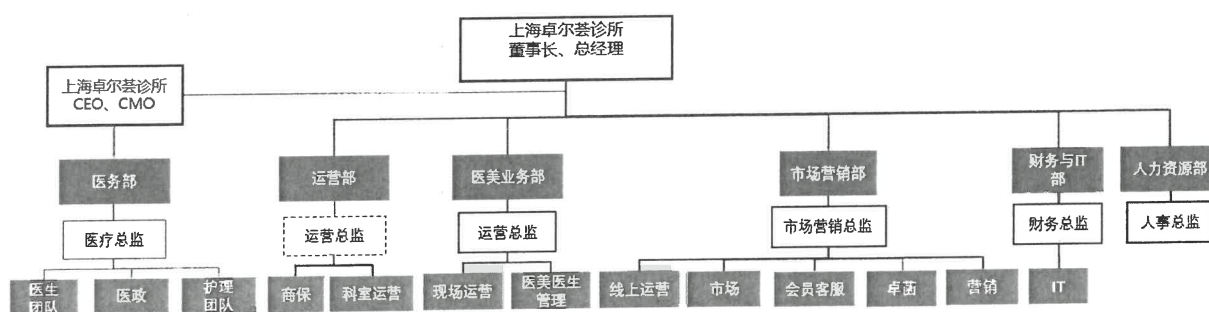 上海卓尔荟诊所
董事长、总经理
上海卓尔荟诊所
CEO、CMO
医务部
运营部
医美业务部
市场营销部
财务与IT
部
人力资源部
医疗总监
运营总监
运营总监
市场营销总监
财务总监
人事总监
医生
团队
医政
护理
团队
商保
科室运营
现场运营
医美医生
管理
线上运营
市场
会员客服
卓茵
营销
IT